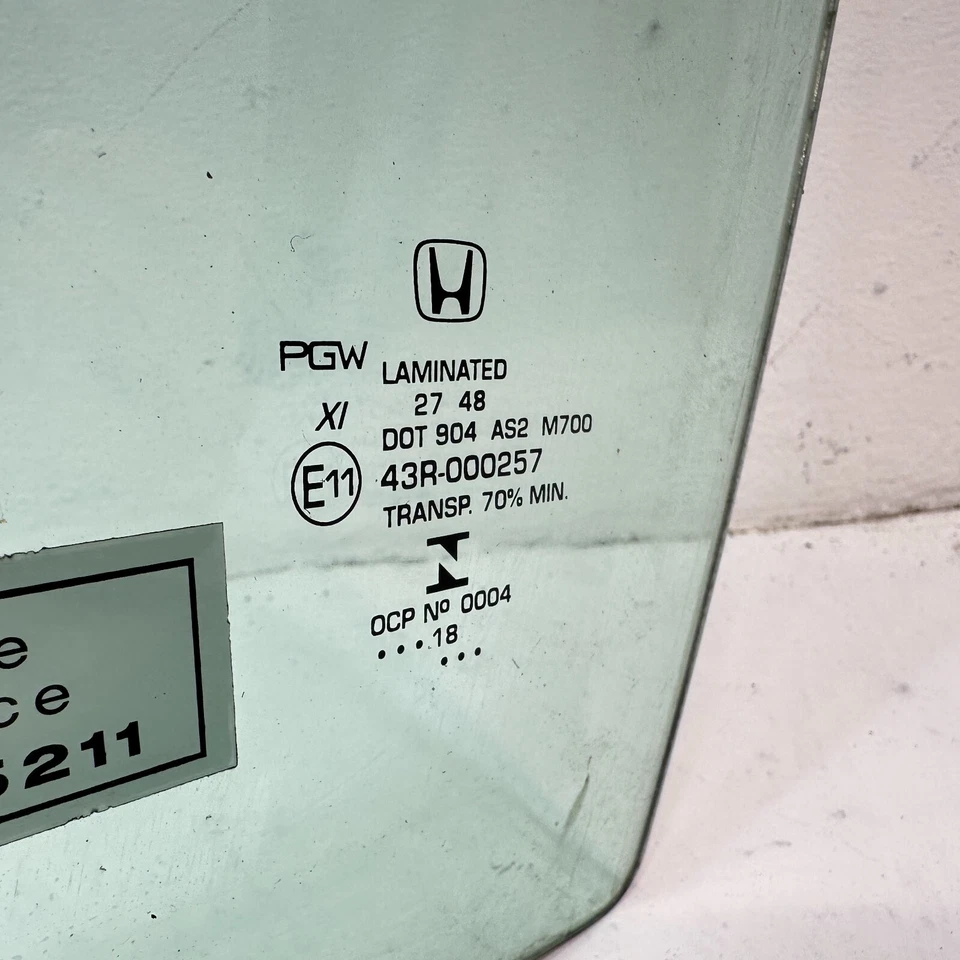 PGW
LAMINATED
27 48
XI
DOT 904 AS2 M700
E11
43R-000257
TRANSP. 70% MIN.
OCP Nº 0004
...18
...
e
ce
5211